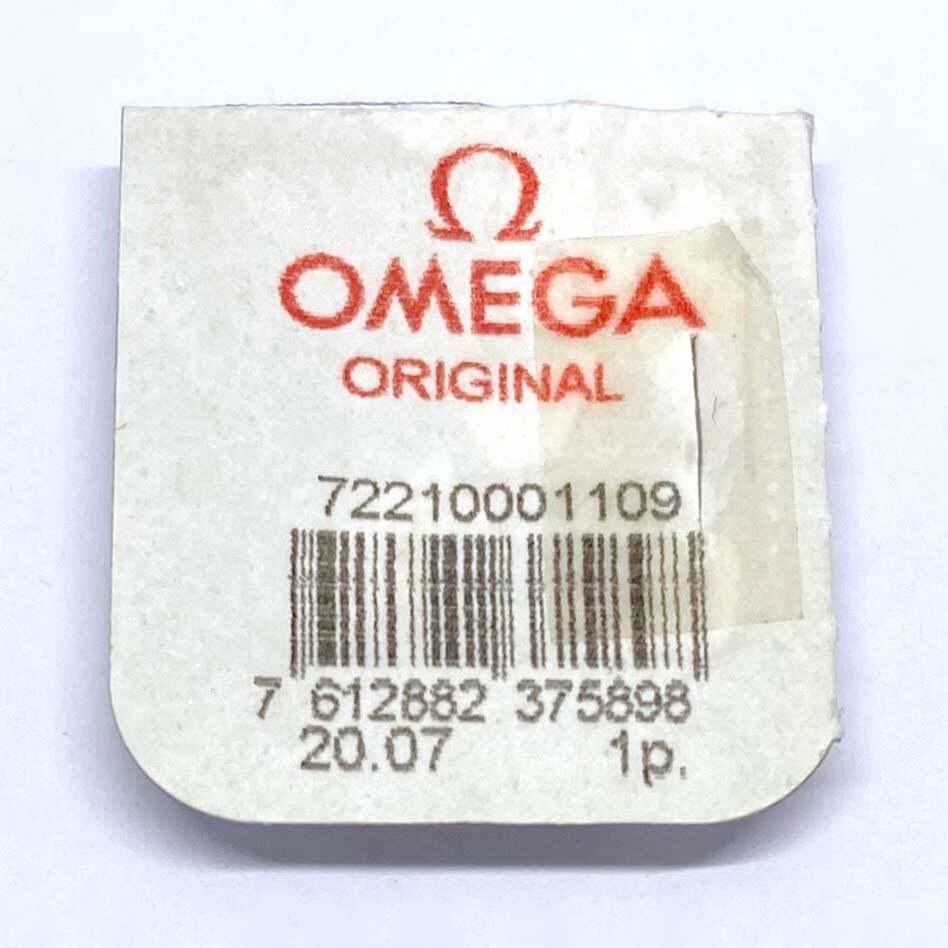 Ω
OMEGA
ORIGINAL
72210001109
7 612882 375898
20.07 1p.